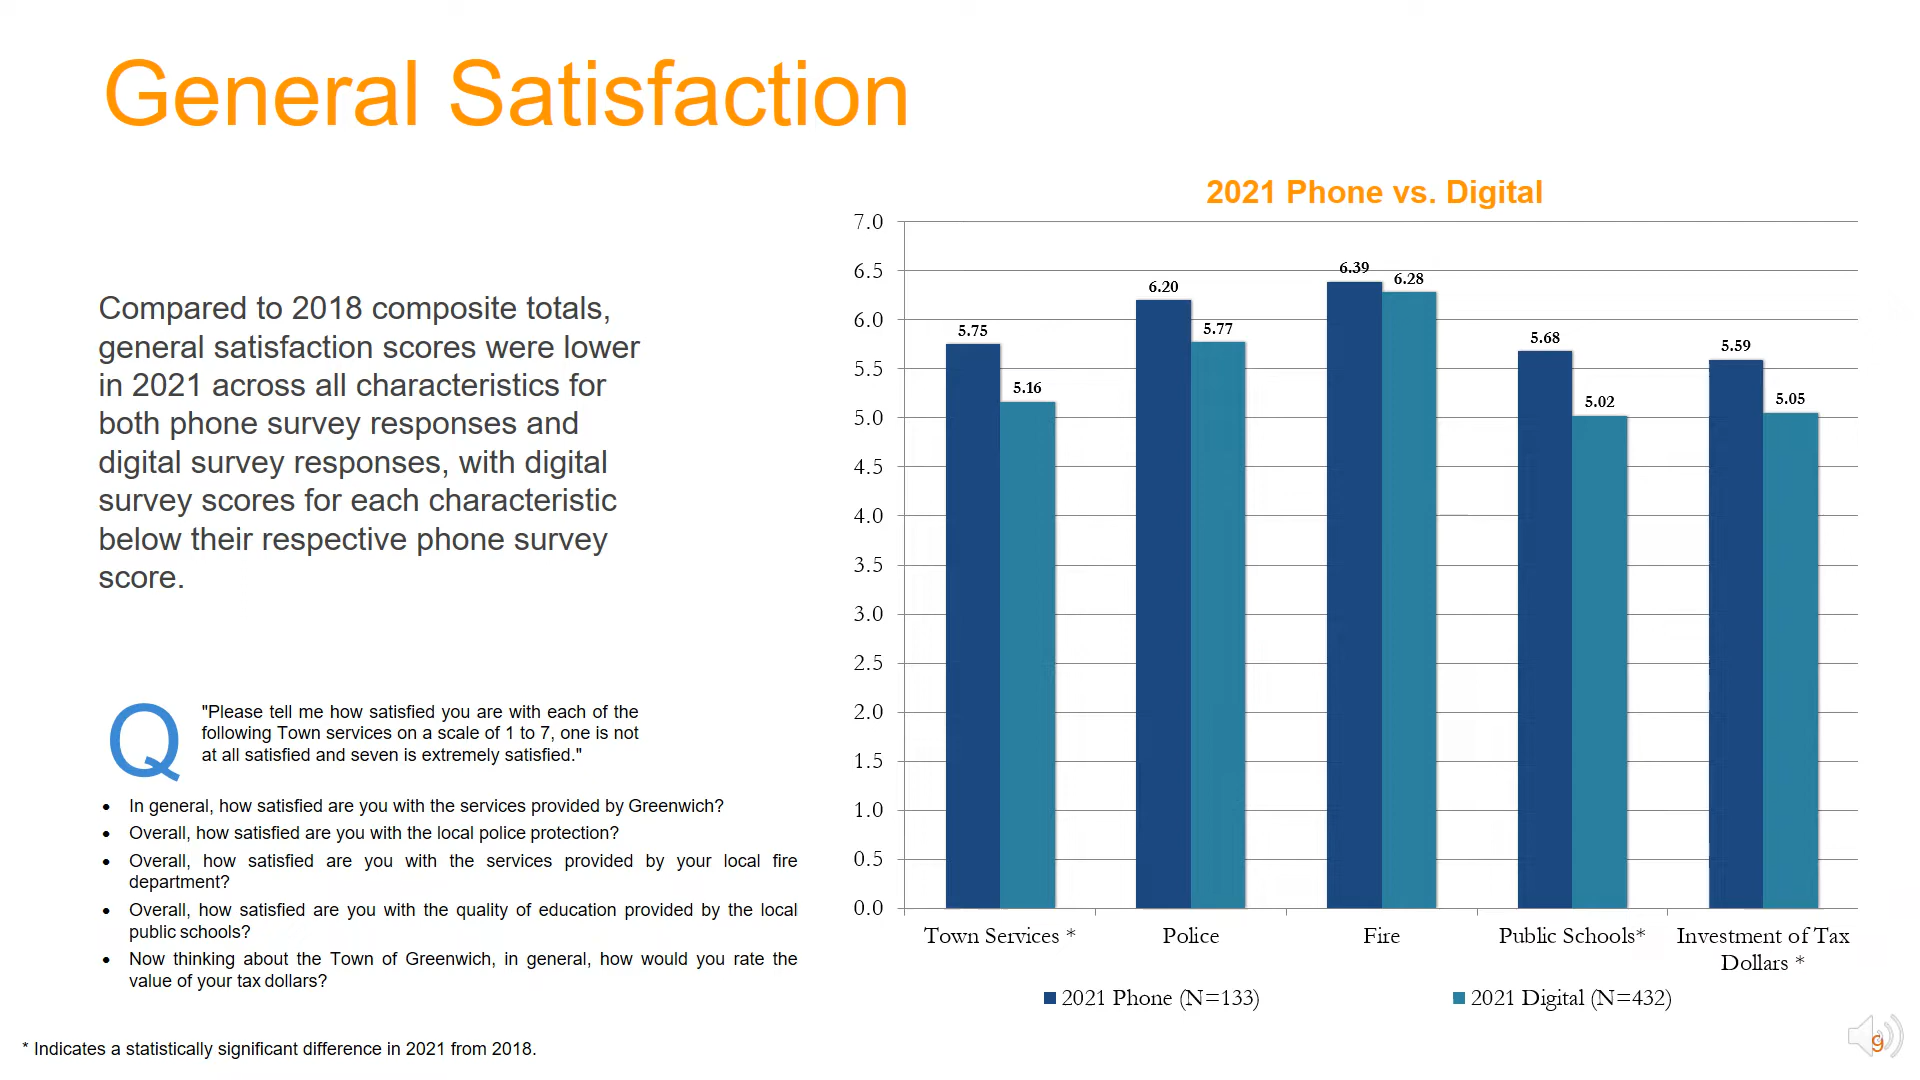 General Satisfaction
Compared to 2018 composite totals,
general satisfaction scores were lower
in 2021 across all characteristics for
both phone survey responses and
digital survey responses, with digital
survey scores for each characteristic
below their respective phone survey
score.
Q
"Please tell me how satisfied you are with each of the
following Town services on a scale of 1 to 7, one is not
at all satisfied and seven is extremely satisfied."
• In general, how satisfied are you with the services provided by Greenwich?
• Overall, how satisfied are you with the local police protection?
• Overall, how satisfied are you with the services provided by your local fire
department?
• Overall, how satisfied are you with the quality of education provided by the local
public schools?
• Now thinking about the Town of Greenwich, in general, how would you rate the
value of your tax dollars?
* Indicates a statistically significant difference in 2021 from 2018.
2021 Phone vs. Digital
7.0
6.5
6.0
5.5
5.0
4.5
4.0
3.5
3.0
2.5
2.0
1.5
1.0
0.5
0.0
5.75
5.16
6.20
5.77
6.39
6.28
5.68
5.02
5.59
5.05
Town Services *
Police
Fire
Public Schools*
Investment of Tax
Dollars *
2021 Phone (N=133)
2021 Digital (N=432)
9